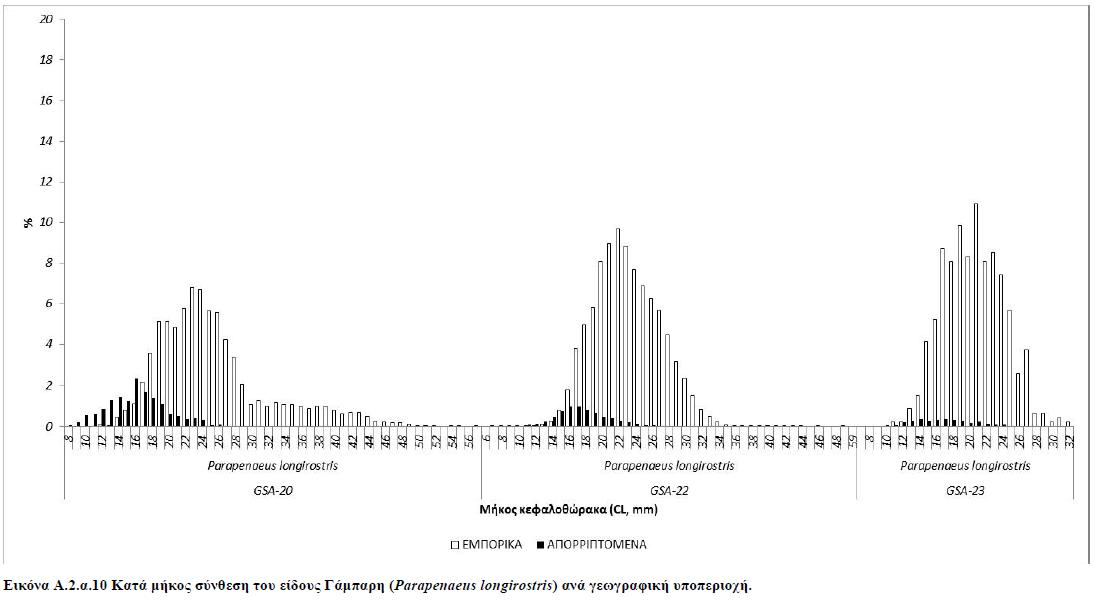 20
18
16
14
12
10
8
6
4
2
0
%
8 10 12 14 16 18 20 22 24 26 28 30 32 34 36 38 40 42 44 46 48 50 52 54 56 6 8 10 12 14 16 18 20 22 24 26 28 30 32 34 36 38 40 42 44 46 48 59 8 10 12 14 16 18 20 22 24 26 28 30 32
Parapenaeus longirostris Parapenaeus longirostris Parapenaeus longirostris
GSA-20 GSA-22 GSA-23
Μήκος κεφαλοθώρακα (CL, mm)
ΕΜΠΟΡΙΚΑ ΑΠΟΡΡΙΠΤΟΜΕΝΑ
Εικόνα Α.2.α.10 Κατά μήκος σύνθεση του είδους Γάμπαρη (Parapenaeus longirostris) ανά γεωγραφική υποπεριοχή.